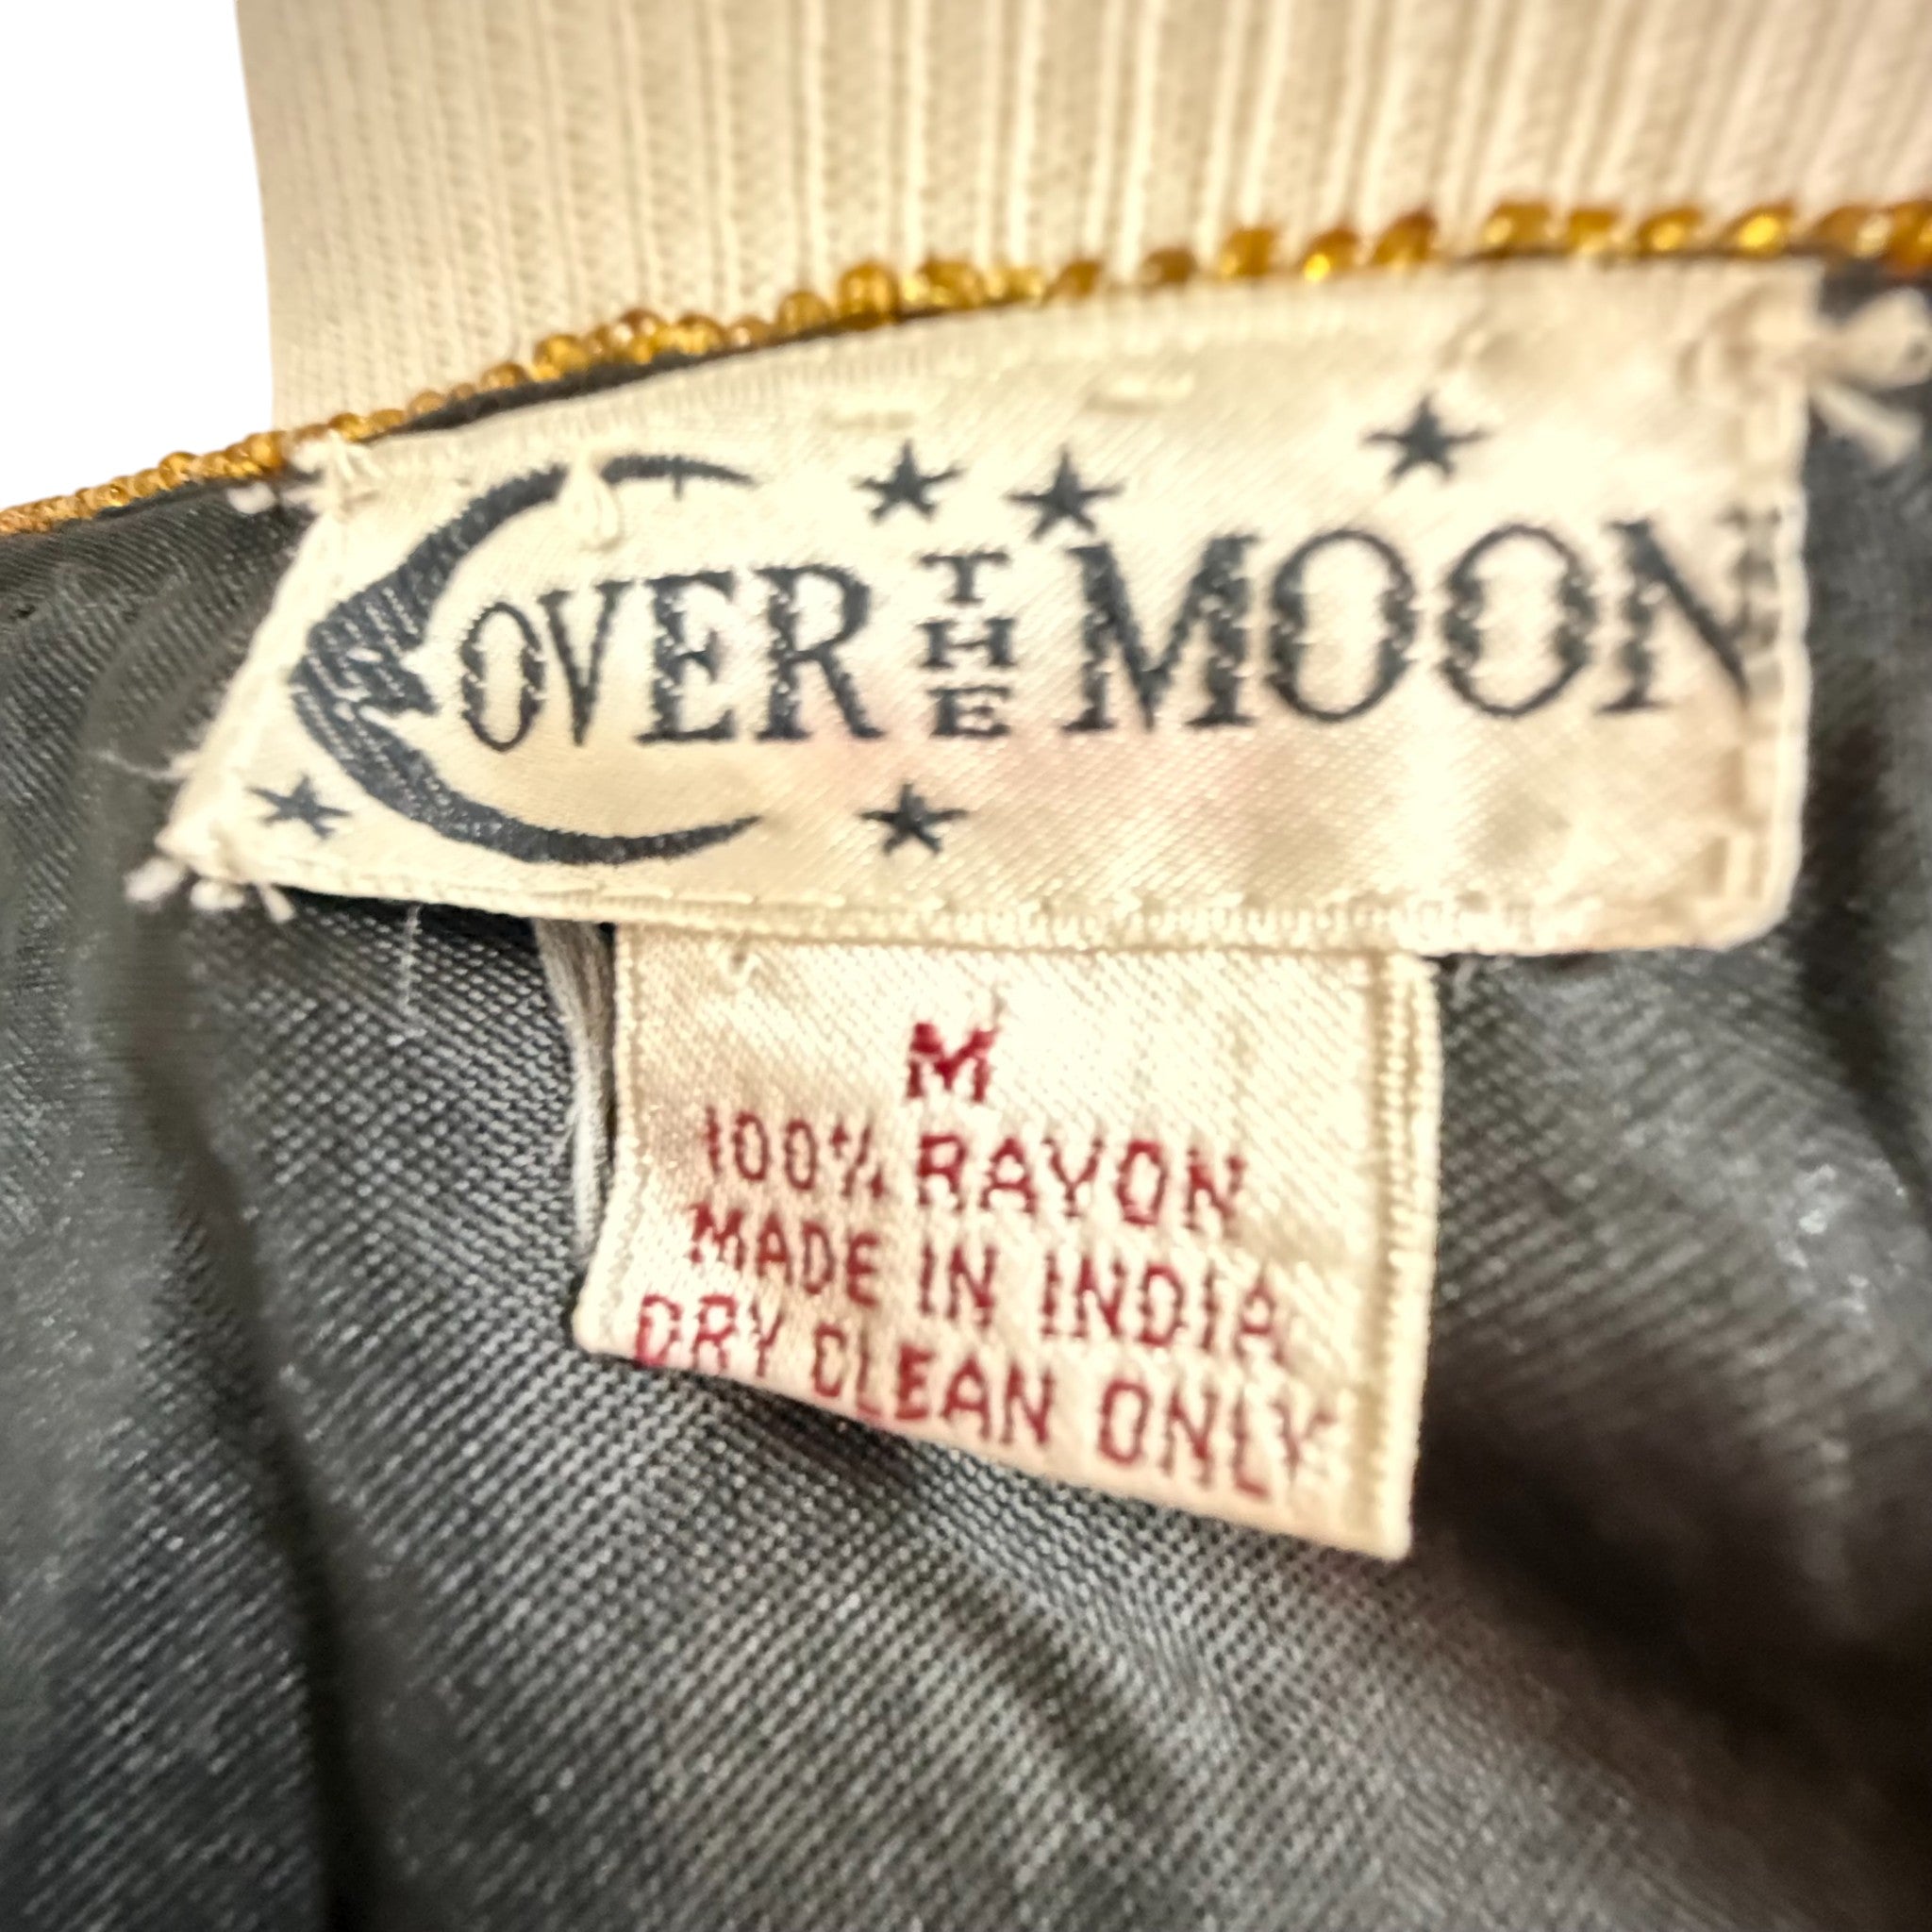 OVER THE MOON
M
100% RAYON
MADE IN INDIA
DRY CLEAN ONLY